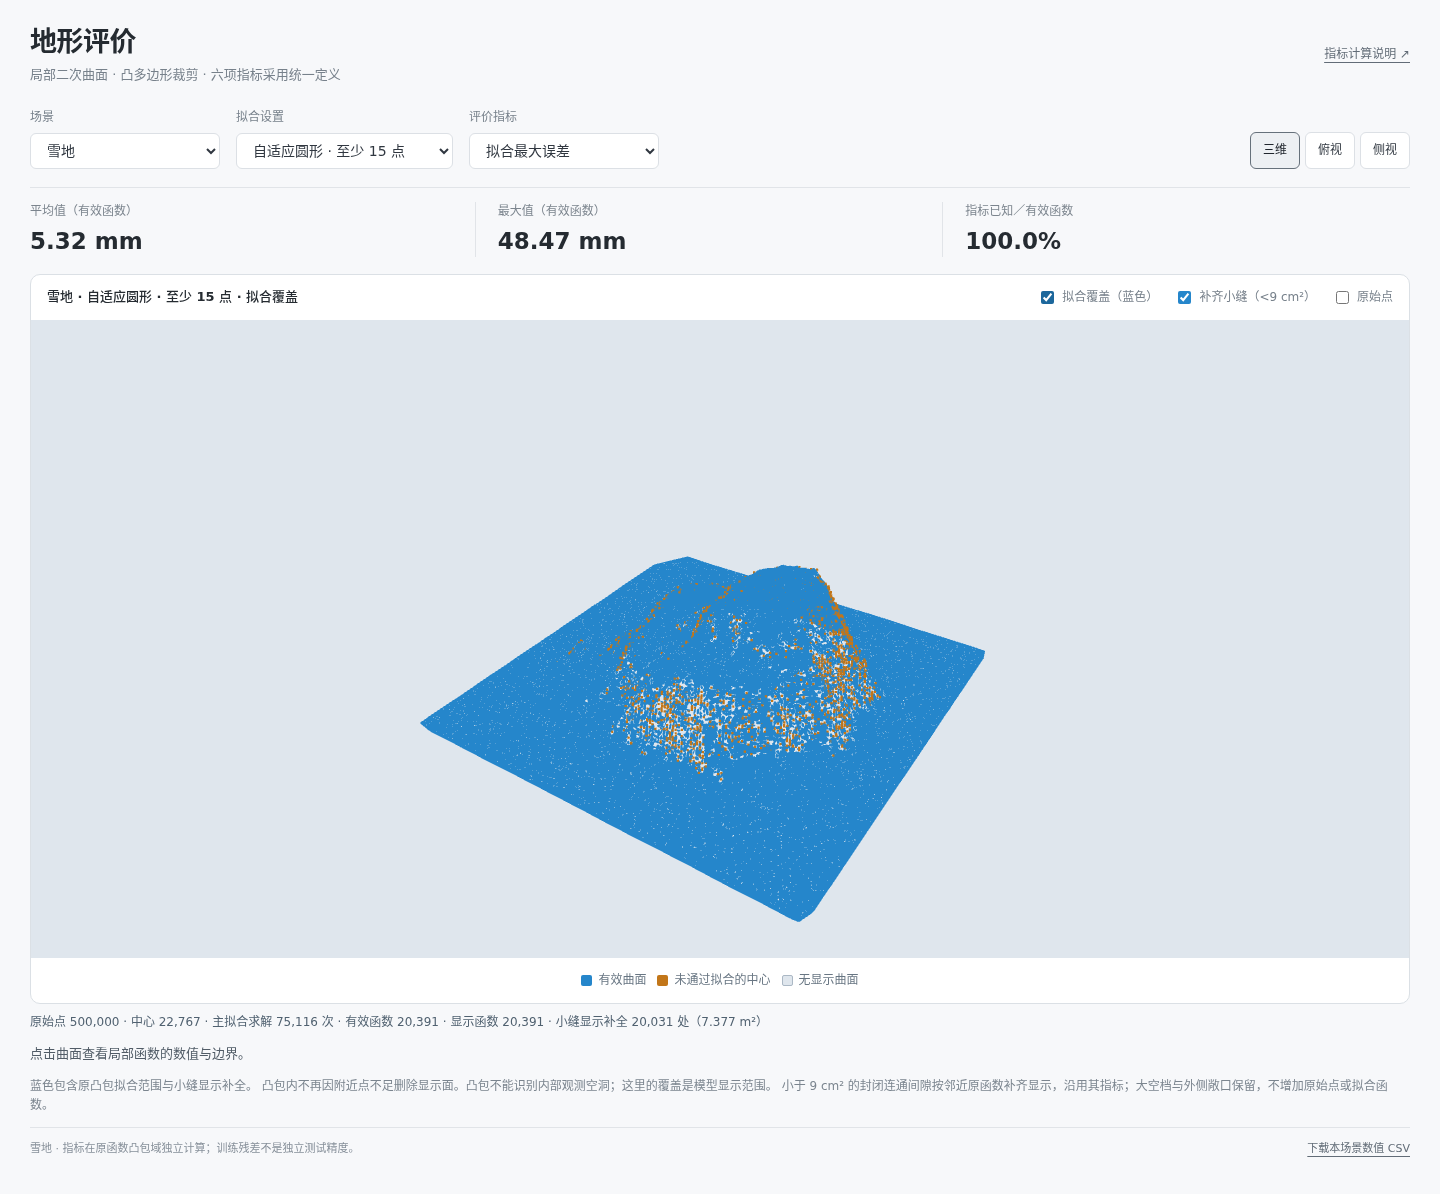 地形评价
局部二次曲面 · 凸多边形裁剪 · 六项指标采用统一定义
指标计算说明 ↗
场景
拟合设置
评价指标
雪地
自适应圆形 · 至少 15 点
拟合最大误差
三维
俯视
侧视
平均值（有效函数）
最大值（有效函数）
指标已知／有效函数
5.32 mm
48.47 mm
100.0%
雪地 · 自适应圆形 · 至少 15 点 · 拟合覆盖
拟合覆盖（蓝色）
补齐小缝（<9 cm²）
原始点
有效曲面
未通过拟合的中心
无显示曲面
原始点 500,000 · 中心 22,767 · 主拟合求解 75,116 次 · 有效函数 20,391 · 显示函数 20,391 · 小缝显示补全 20,031 处（7.377 m²）
点击曲面查看局部函数的数值与边界。
蓝色包含原凸包拟合范围与小缝显示补全。 凸包内不再因附近点不足删除显示面。凸包不能识别内部观测空洞；这里的覆盖是模型显示范围。 小于 9 cm² 的封闭连通间隙按邻近原函数补齐显示，沿用其指标；大空档与外侧敞口保留，不增加原始点或拟合函
数。
雪地 · 指标在原函数凸包域独立计算；训练残差不是独立测试精度。
下载本场景数值 CSV